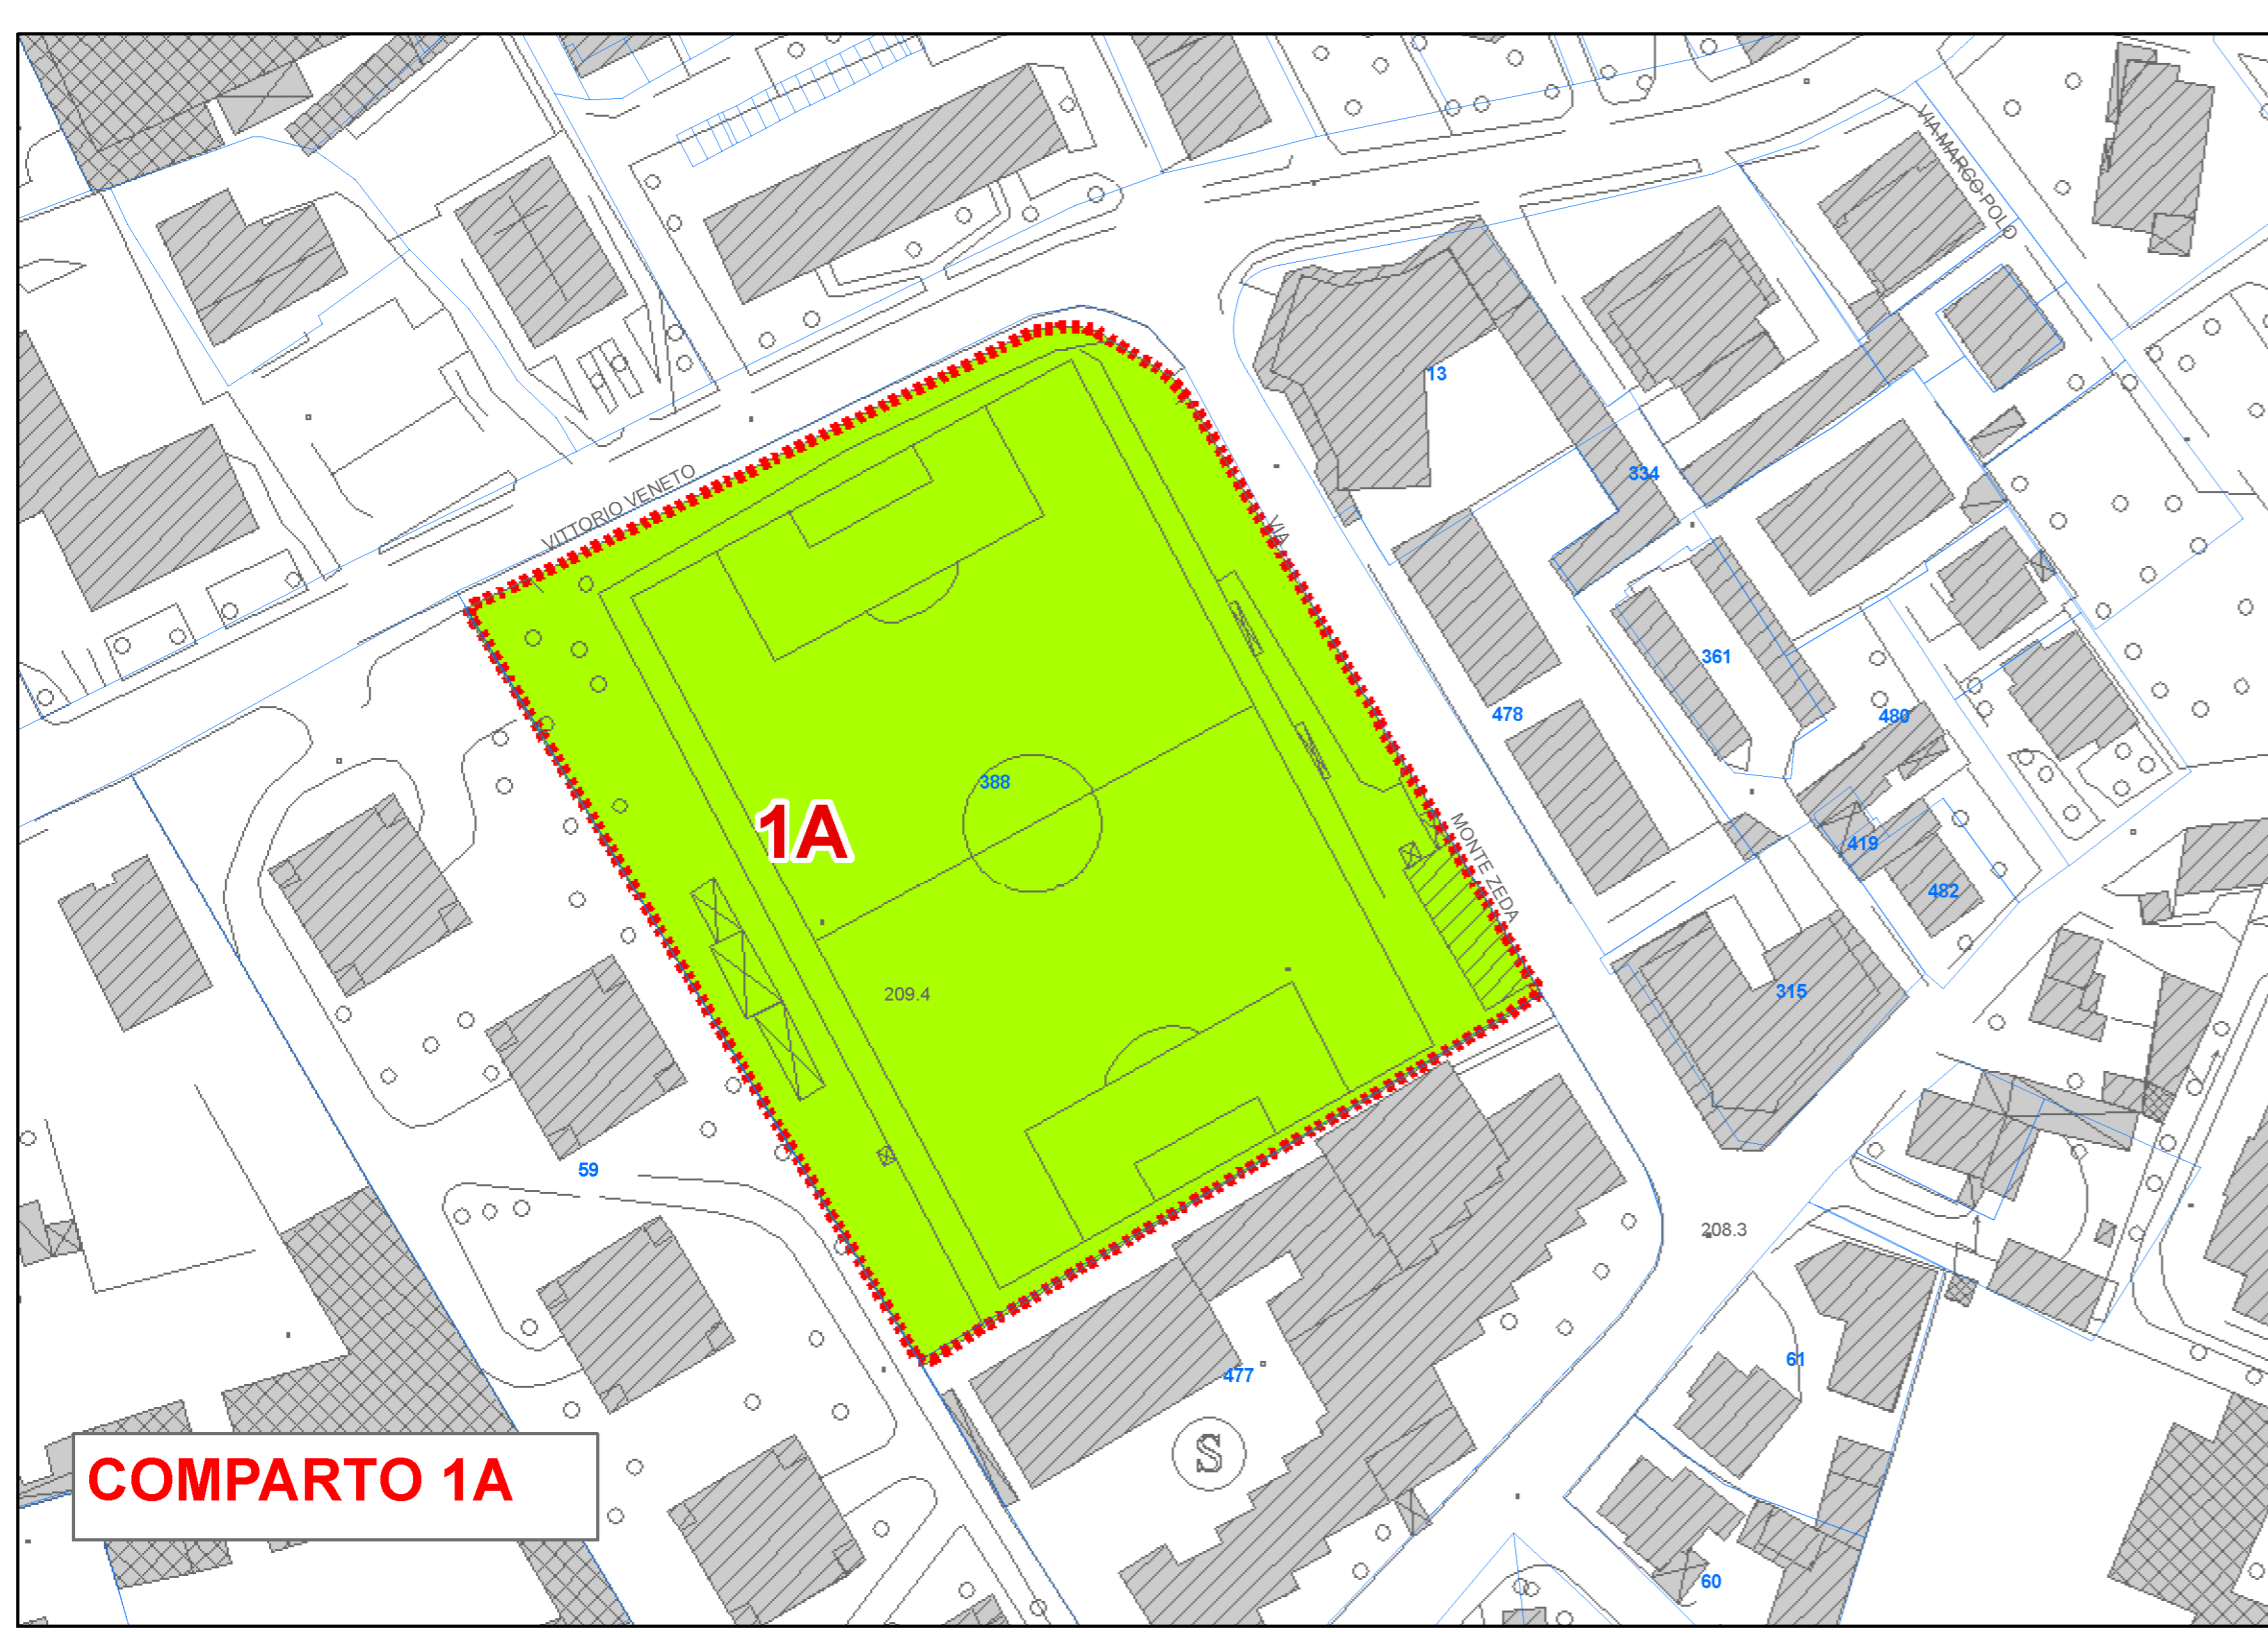 VIA MARCO POLO
13
VITTORIO VENETO
334
VIA
361
478
480
388
1A
MONTE ZEDA
419
482
209.4
315
59
208.3
61
477
S
COMPARTO 1A
60